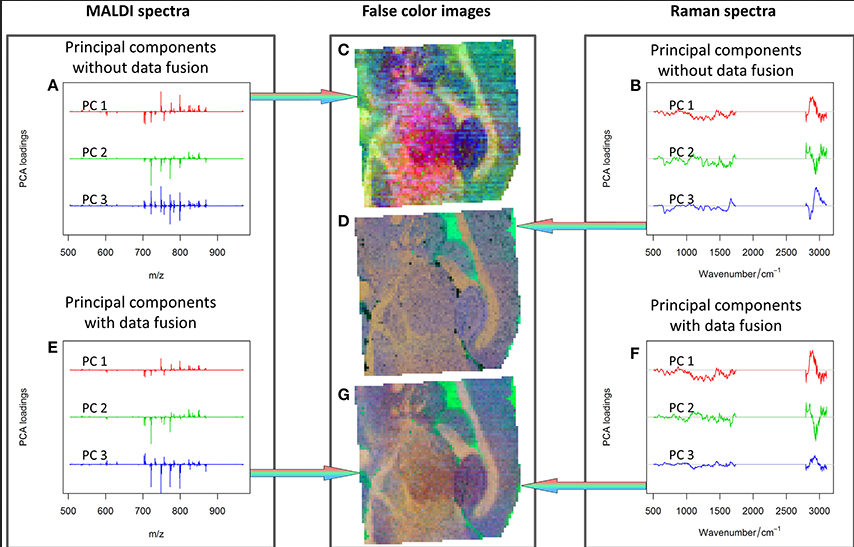 MALDI spectra
False color images
Raman spectra
Principal components
without data fusion
A
PC 1
PC 2
PC 3
PCA loadings
500 600 700 800 900
m/z
Principal components
with data fusion
E
PC 1
PC 2
PC 3
PCA loadings
500 600 700 800 900
m/z
C
D
G
Principal components
without data fusion
B
PC 1
PC 2
PC 3
PCA loadings
500 1000 1500 2000 2500 3000
Wavenumber/cm⁻¹
Principal components
with data fusion
F
PC 1
PC 2
PC 3
PCA loadings
500 1000 1500 2000 2500 3000
Wavenumber/cm⁻¹